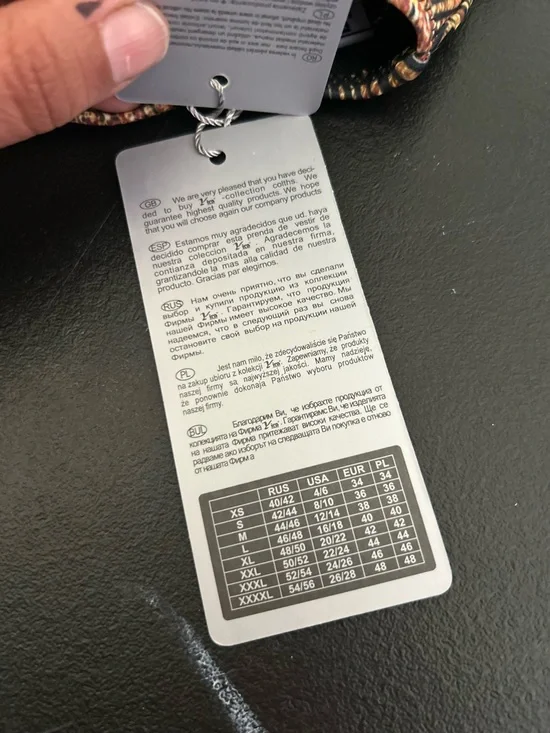 PL
RO
GB We are very pleased that you have deci-
ded to buy -collection colths. We
guarantee highest quality products. We hope
that you will choose again our company products
ESP Estamos muy agradecidos que ud. haya
decidido comprar esta prenda de vestir de
nuestra coleccion . Agradecemos la
confianza depositada en nuestra firma,
grantizandole la mas alla calidad de nuestra
producto. Gracias par elegirnos.
RUS Нам очень приятно, что вы сделали
выбор и купили продукцию из коллекции
Фирмы . Гарантируем, что продукция
нашей Фирмы имеет высокое качество. Мы
надеемся, что в следующий раз вы снова
остановите свой выбор на продукции нашей
Фирмы.
PL Jest nam miło, że zdecydowaliście się Państwo
na zakup ubioru z kolekcji . Zapewniamy, że produkty
naszej firmy są najwyższej jakości. Mamy nadzieję,
że ponownie dokonają Państwo wyboru produktów
naszej firmy.
BUL Благодарим Ви, че избрахте продукция от
колекцията на Фирма . Гарантирамс Ви, че изделията
на нашата Фирма притежават високи качества. Ще се
радваме ако изборът на следващата Ви покупка е отново
от нашата Фирма
RUS USA EUR PL
XS 40/42 4/6 34 34
S 42/44 8/10 36 36
M 44/46 12/14 38 38
L 46/48 16/18 40 40
XL 48/50 20/22 42 42
XXL 50/52 22/24 44 44
XXXL 52/54 24/26 46 46
XXXXL 54/56 26/28 48 48